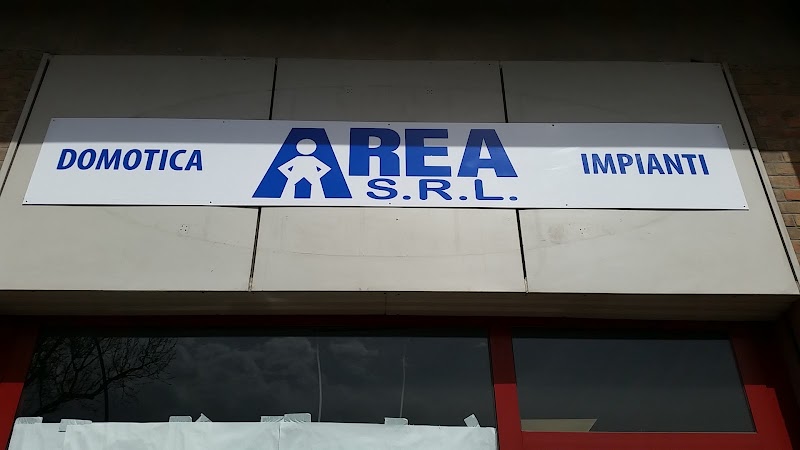 DOMOTICA AREA IMPIANTI
S.R.L.